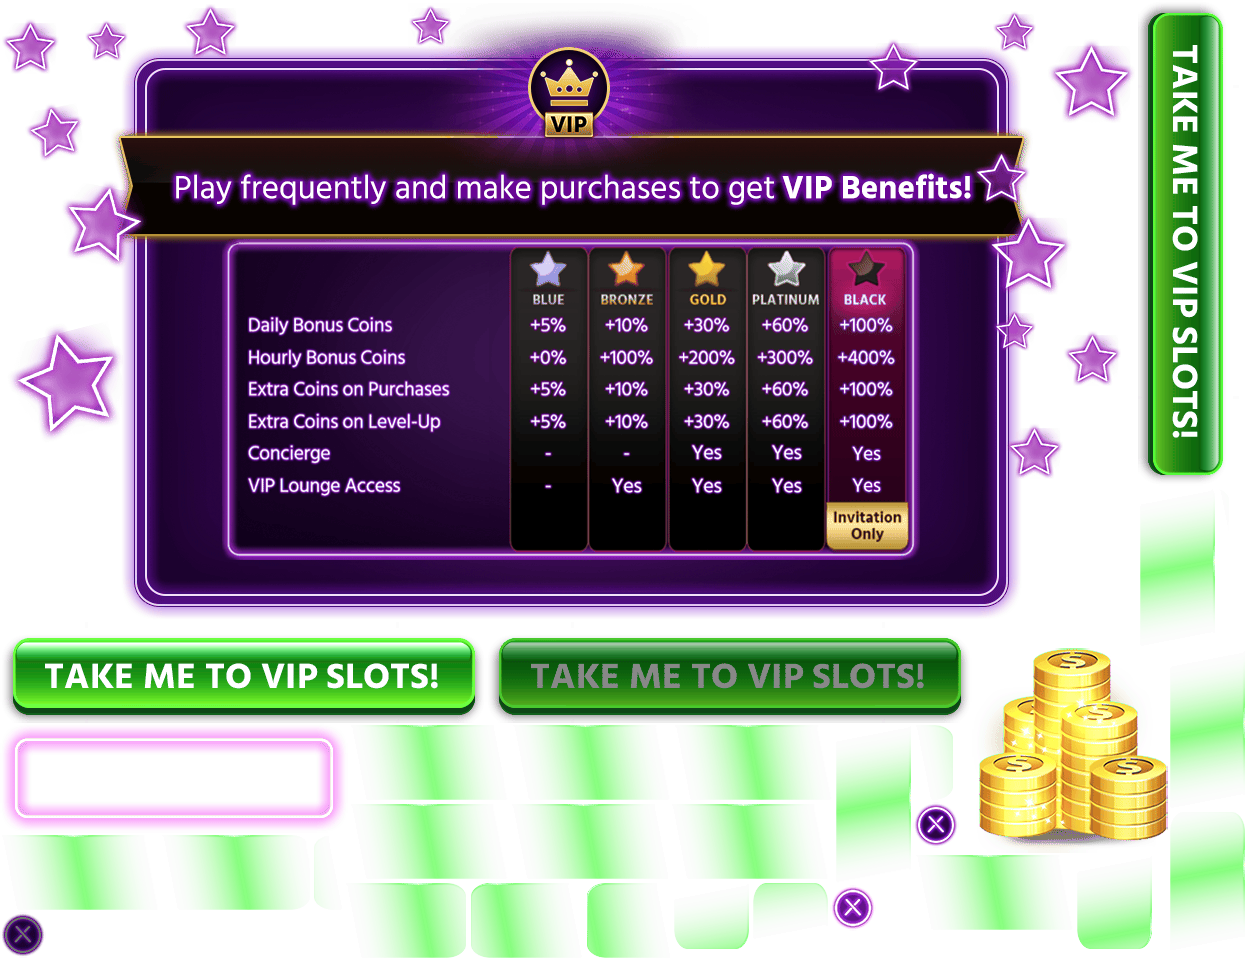 VIP
Play frequently and make purchases to get VIP Benefits!
BLUE BRONZE GOLD PLATINUM BLACK
Daily Bonus Coins +5% +10% +30% +60% +100%
Hourly Bonus Coins +0% +100% +200% +300% +400%
Extra Coins on Purchases +5% +10% +30% +60% +100%
Extra Coins on Level-Up +5% +10% +30% +60% +100%
Concierge - - Yes Yes Yes
VIP Lounge Access - Yes Yes Yes Yes
Invitation
Only
TAKE ME TO VIP SLOTS!
TAKE ME TO VIP SLOTS!
TAKE ME TO VIP SLOTS!
$
$
$
$